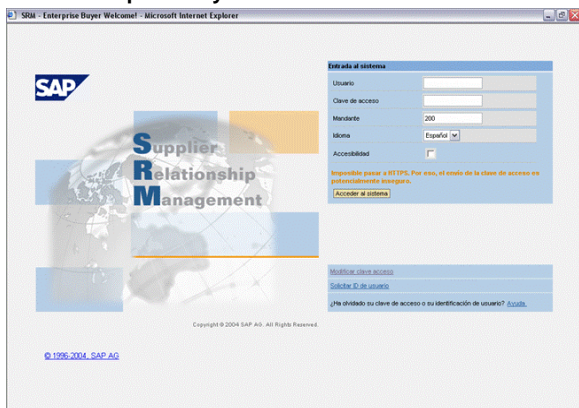 SRM - Enterprise Buyer Welcome! - Microsoft Internet Explorer
SAP
Supplier
Relationship
Management
Copyright © 2004 SAP AG. All Rights Reserved.
© 1996-2004, SAP AG
Entrada al sistema
Usuario
Clave de acceso
Mandante 200
Idioma Español
Accesibilidad
Imposible pasar a HTTPS. Por eso, el envío de la clave de acceso es
potencialmente inseguro.
Acceder al sistema
Modificar clave acceso
Solicitar ID de usuario
¿Ha olvidado su clave de acceso o su identificación de usuario? Ayuda.